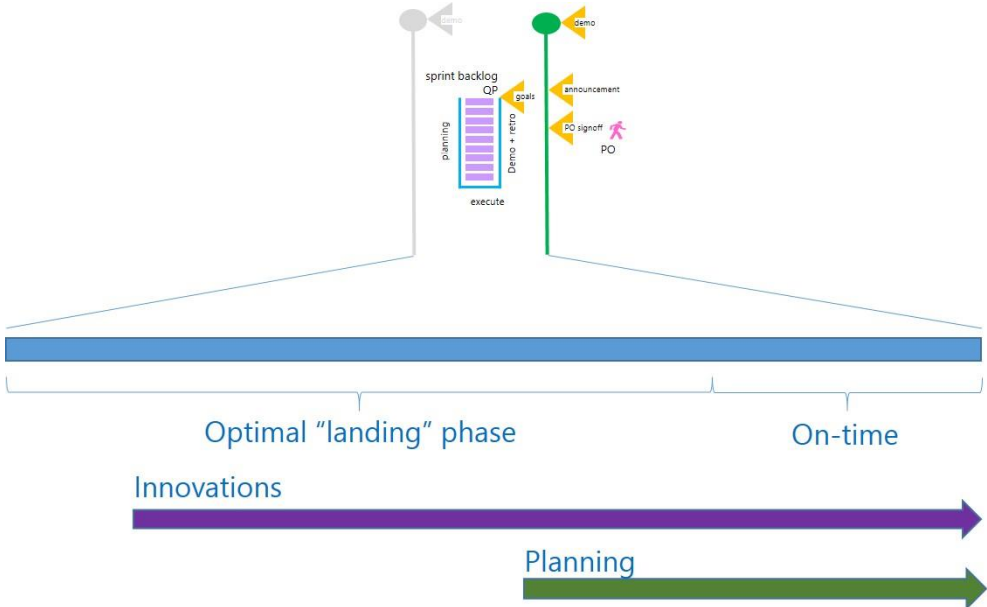 demo
demo
sprint backlog
QP
goals
announcement
planning
Demo + retro
PO signoff
PO
execute
Optimal “landing” phase
On-time
Innovations
Planning